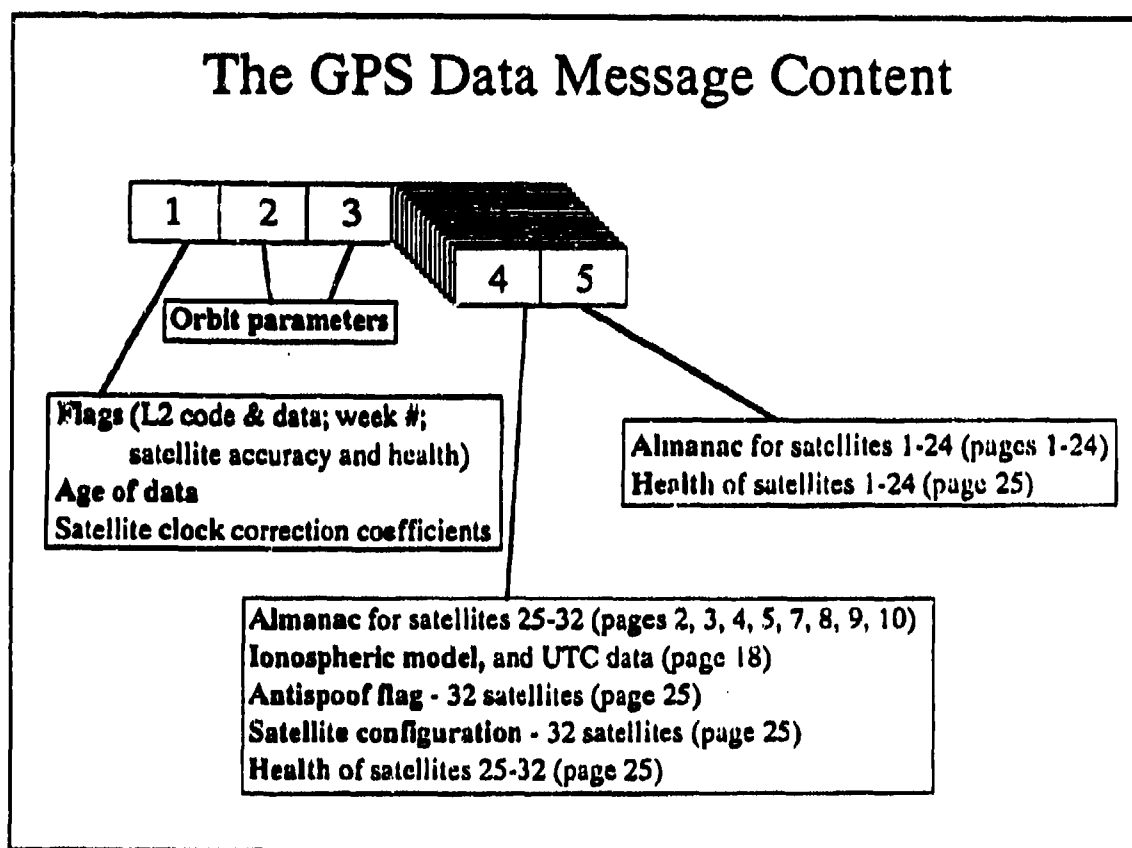 The GPS Data Message Content
1 2 3
4 5
Orbit parameters
Flags (L2 code & data; week #;
satellite accuracy and health)
Age of data
Satellite clock correction coefficients
Almanac for satellites 1-24 (pages 1-24)
Health of satellites 1-24 (page 25)
Almanac for satellites 25-32 (pages 2, 3, 4, 5, 7, 8, 9, 10)
Ionospheric model, and UTC data (page 18)
Antispoof flag - 32 satellites (page 25)
Satellite configuration - 32 satellites (page 25)
Health of satellites 25-32 (page 25)